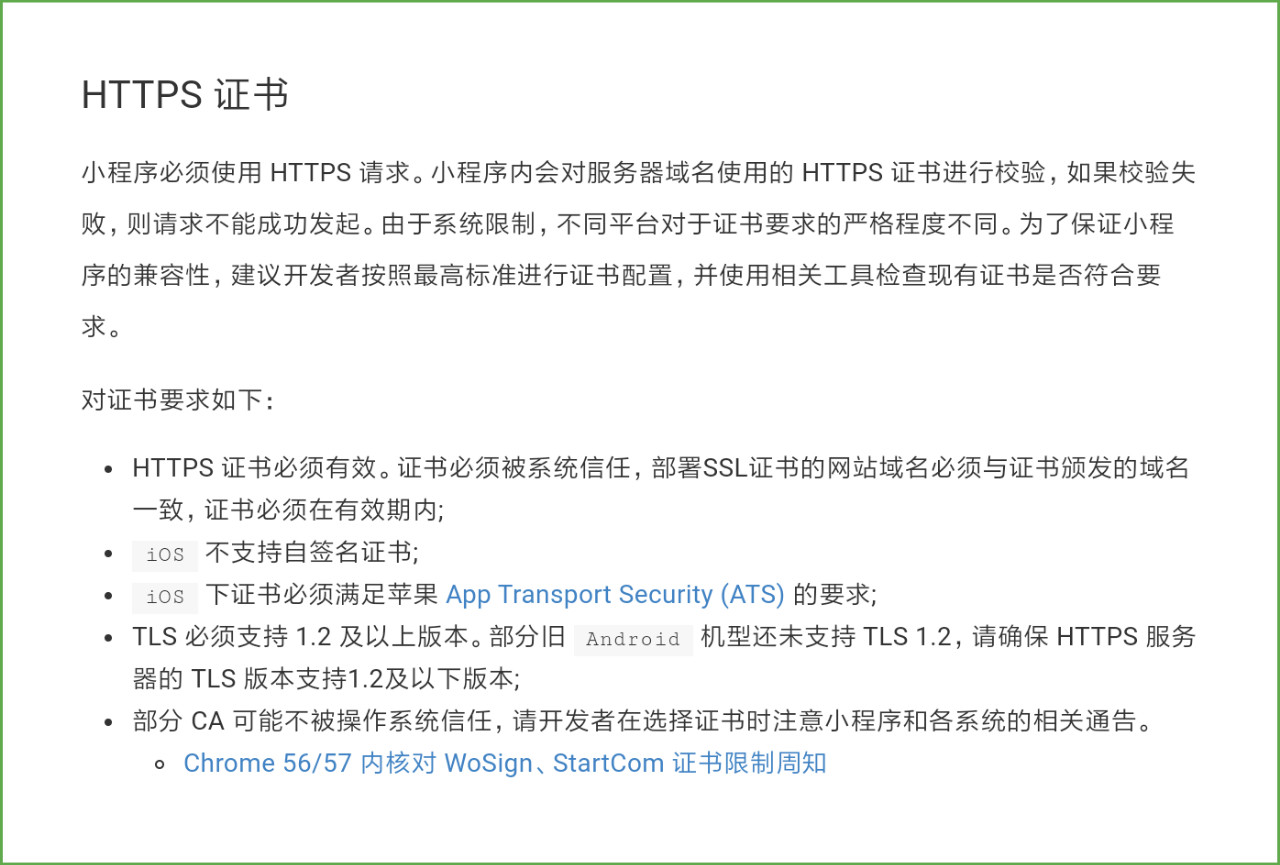 HTTPS 证书
小程序必须使用 HTTPS 请求。小程序内会对服务器域名使用的 HTTPS 证书进行校验，如果校验失
败，则请求不能成功发起。由于系统限制，不同平台对于证书要求的严格程度不同。为了保证小程
序的兼容性，建议开发者按照最高标准进行证书配置，并使用相关工具检查现有证书是否符合要
求。
对证书要求如下：
• HTTPS 证书必须有效。证书必须被系统信任，部署SSL证书的网站域名必须与证书颁发的域名
一致，证书必须在有效期内;
• iOS 不支持自签名证书;
• iOS 下证书必须满足苹果 App Transport Security (ATS) 的要求;
• TLS 必须支持 1.2 及以上版本。部分旧 Android 机型还未支持 TLS 1.2，请确保 HTTPS 服务
器的 TLS 版本支持1.2及以下版本;
• 部分 CA 可能不被操作系统信任，请开发者在选择证书时注意小程序和各系统的相关通告。
◦ Chrome 56/57 内核对 WoSign、StartCom 证书限制周知